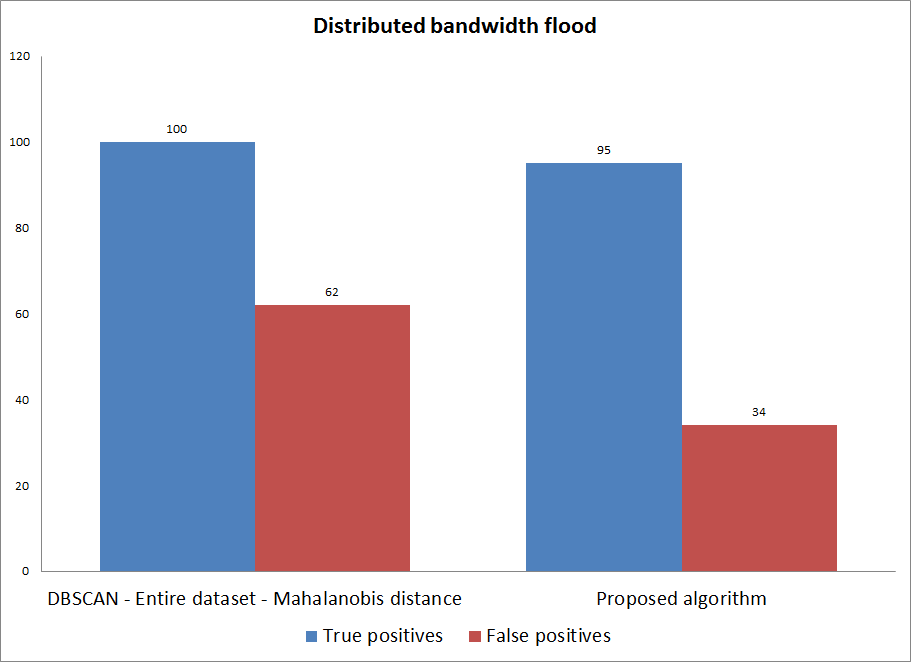 Distributed bandwidth flood
120
100
80
60
40
20
0
100
62
95
34
DBSCAN - Entire dataset - Mahalanobis distance
Proposed algorithm
True positives
False positives